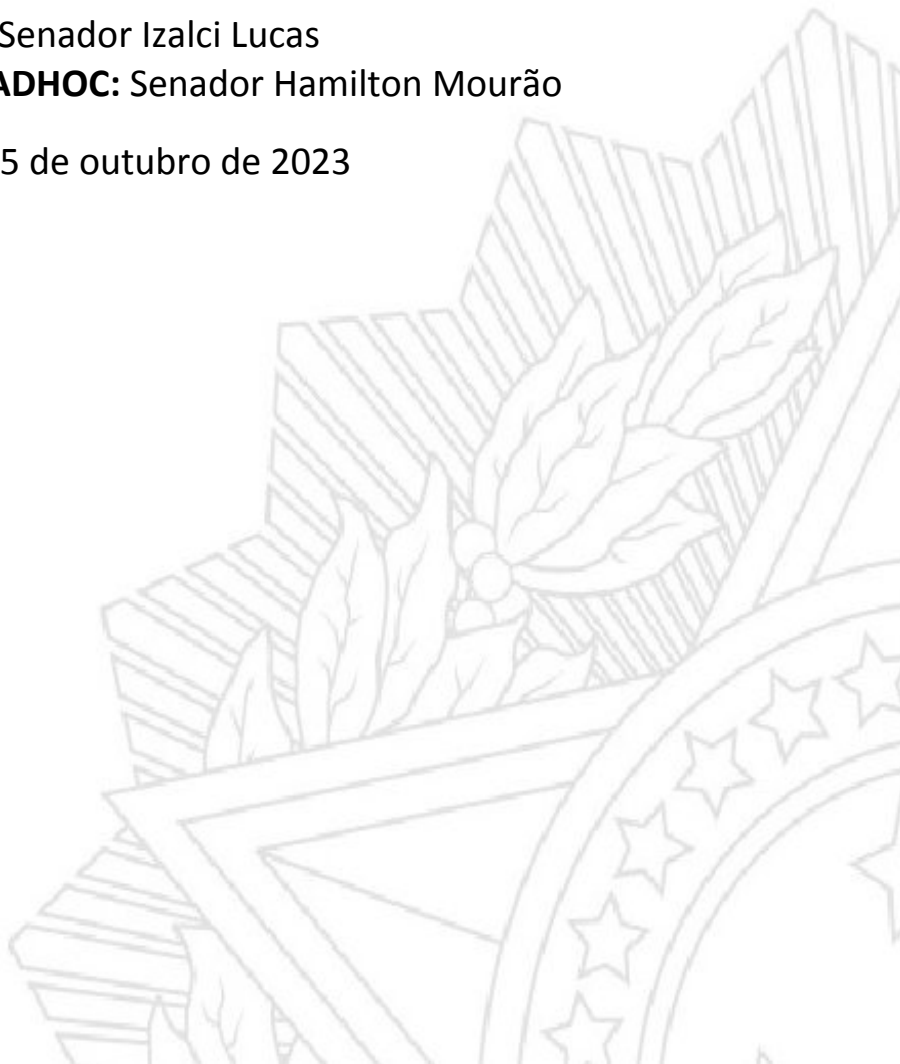 Senador Izalci Lucas
ADHOC: Senador Hamilton Mourão
5 de outubro de 2023